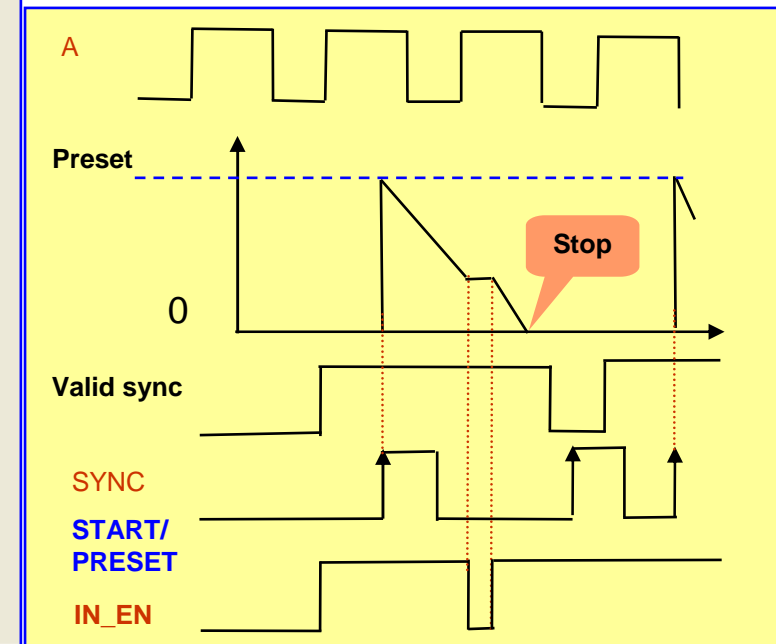 A
Preset
Stop
0
Valid sync
SYNC
START/
PRESET
IN_EN